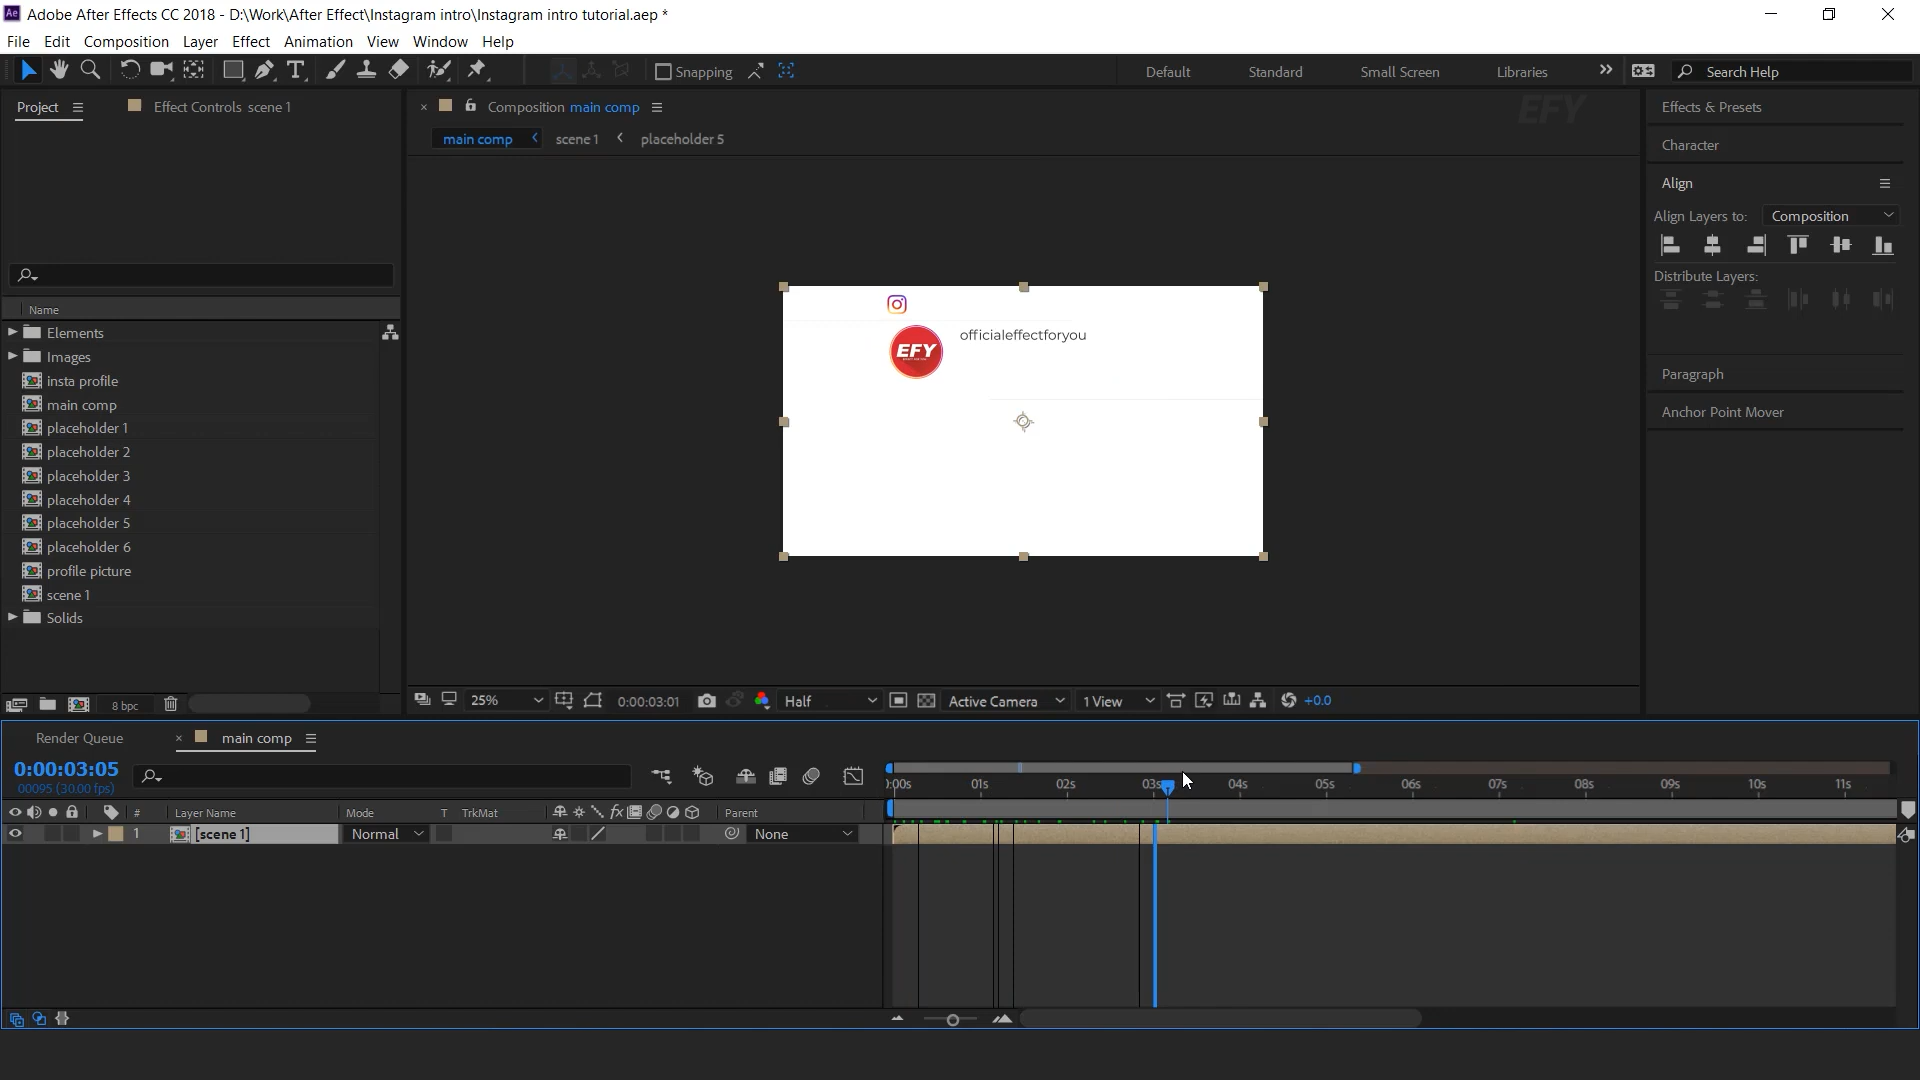 Adobe After Effects CC 2018 - D:\Work\After Effect\Instagram intro\Instagram intro tutorial.aep *
File Edit Composition Layer Effect Animation View Window Help
Snapping Default Standard Small Screen Libraries Search Help
Project Effect Controls scene 1 Composition main comp EFY
main comp scene 1 placeholder 5
Effects & Presets
Character
Align
Align Layers to: Composition
Distribute Layers:
Paragraph
Anchor Point Mover
Name
Elements
Images
insta profile
main comp
placeholder 1
placeholder 2
placeholder 3
placeholder 4
placeholder 5
placeholder 6
profile picture
scene 1
Solids
officialeffectforyou
EFY
8 bpc
25% 0:00:03:01 Half Active Camera 1 View +0.0
Render Queue main comp
0:00:03:05
00095 (30.00 fps)
):00s 01s 02s 03s 04s 05s 06s 07s 08s 09s 10s 11s
# Layer Name Mode T TrkMat fx Parent
1 [scene 1] Normal None